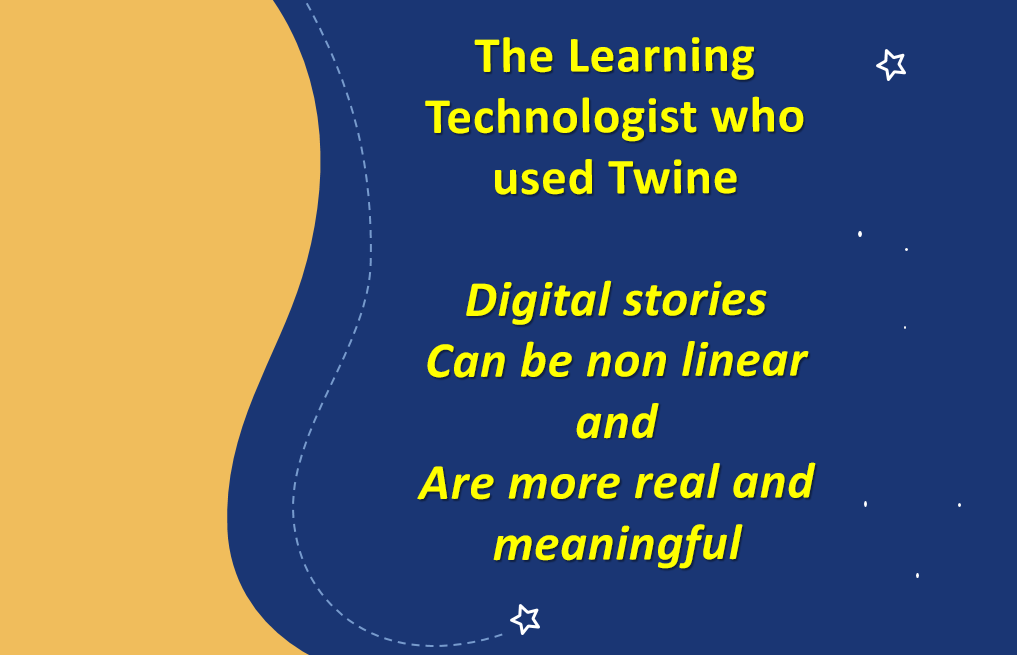 The Learning
Technologist who
used Twine
Digital stories
Can be non linear
and
Are more real and
meaningful